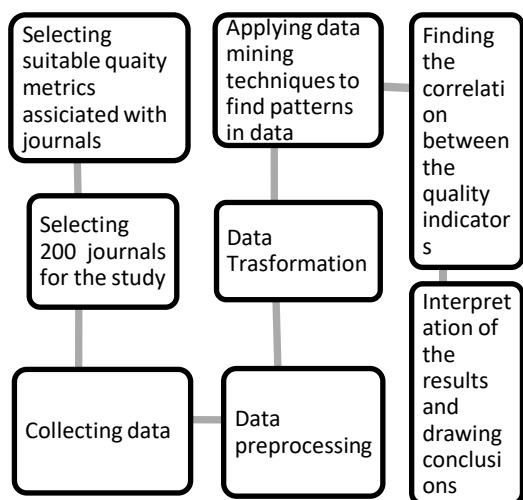 Selecting
suitable quaity
metrics
assiciated with
journals
Selecting
200 journals
for the study
Collecting data
Data
preprocessing
Data
Trasformation
Applying data
mining
techniques to
find patterns
in data
Finding
the
correlati
on
between
the
quality
indicator
s
Interpret
ation of
the
results
and
drawing
conclusi
ons